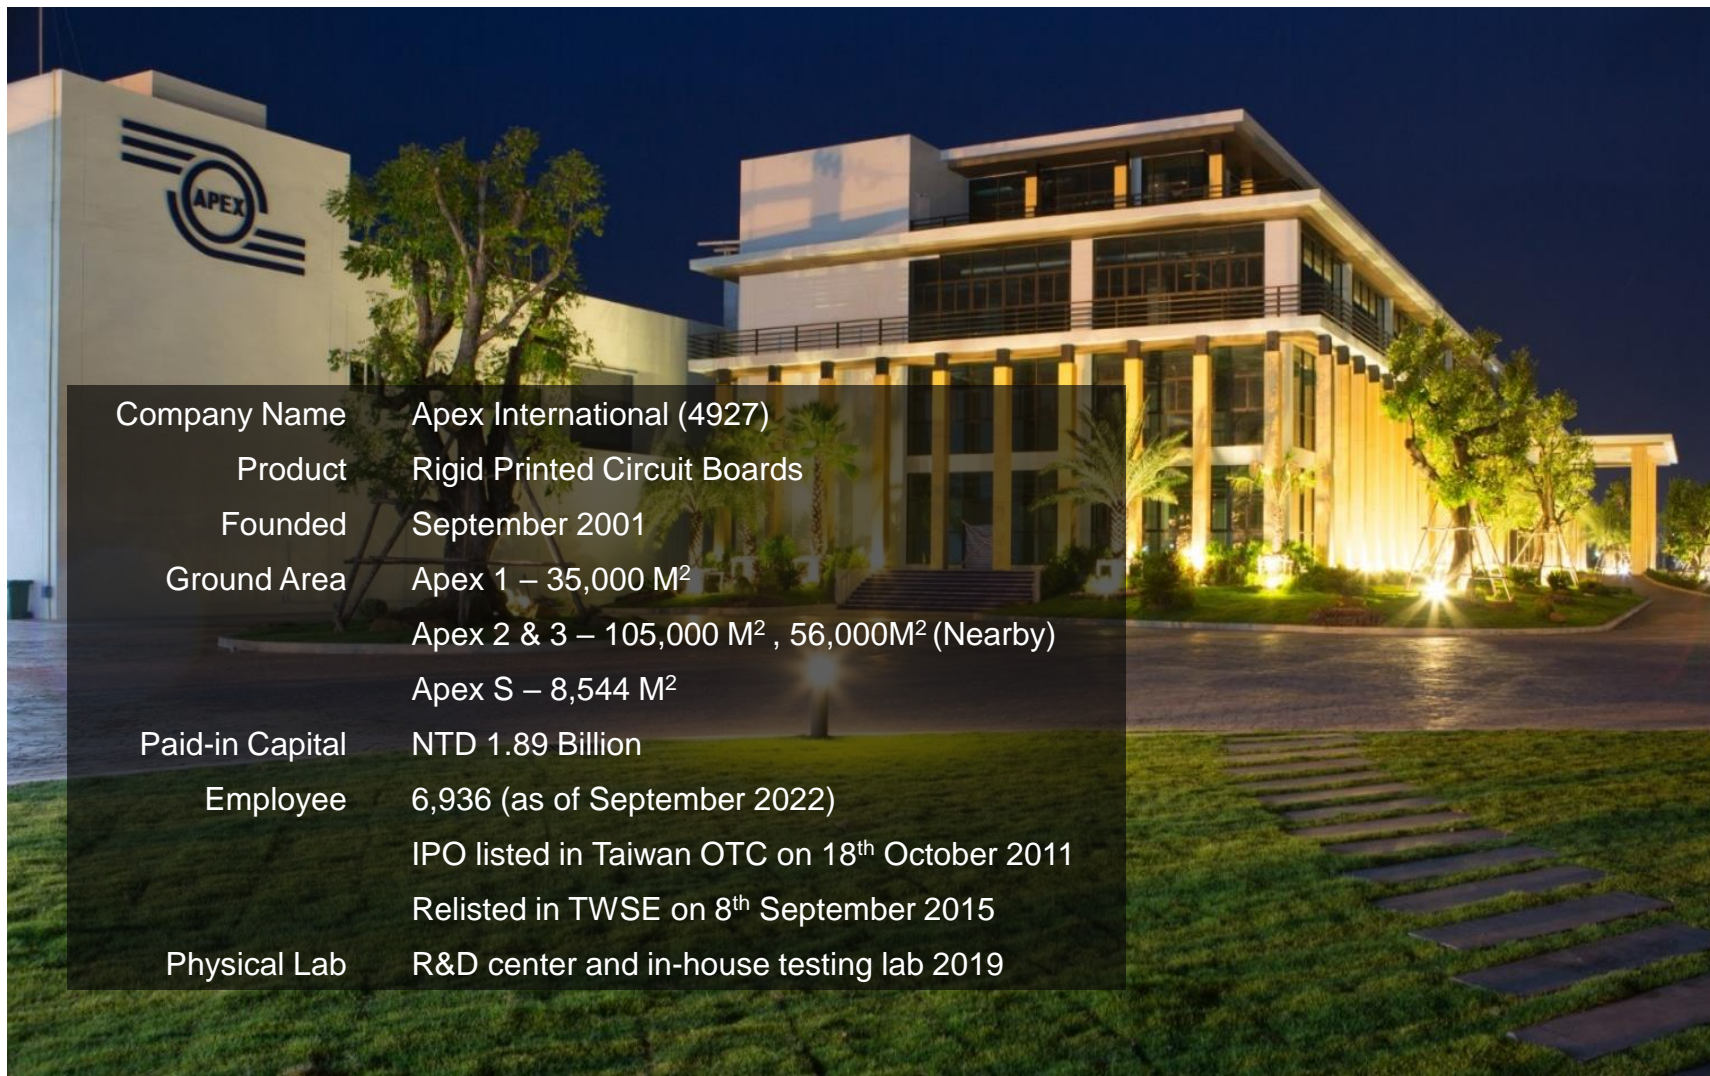 APEX
Company Name Apex International (4927)
Product Rigid Printed Circuit Boards
Founded September 2001
Ground Area Apex 1 – 35,000 M²
Apex 2 & 3 – 105,000 M² , 56,000M² (Nearby)
Apex S – 8,544 M²
Paid-in Capital NTD 1.89 Billion
Employee 6,936 (as of September 2022)
IPO listed in Taiwan OTC on 18th October 2011
Relisted in TWSE on 8th September 2015
Physical Lab R&D center and in-house testing lab 2019